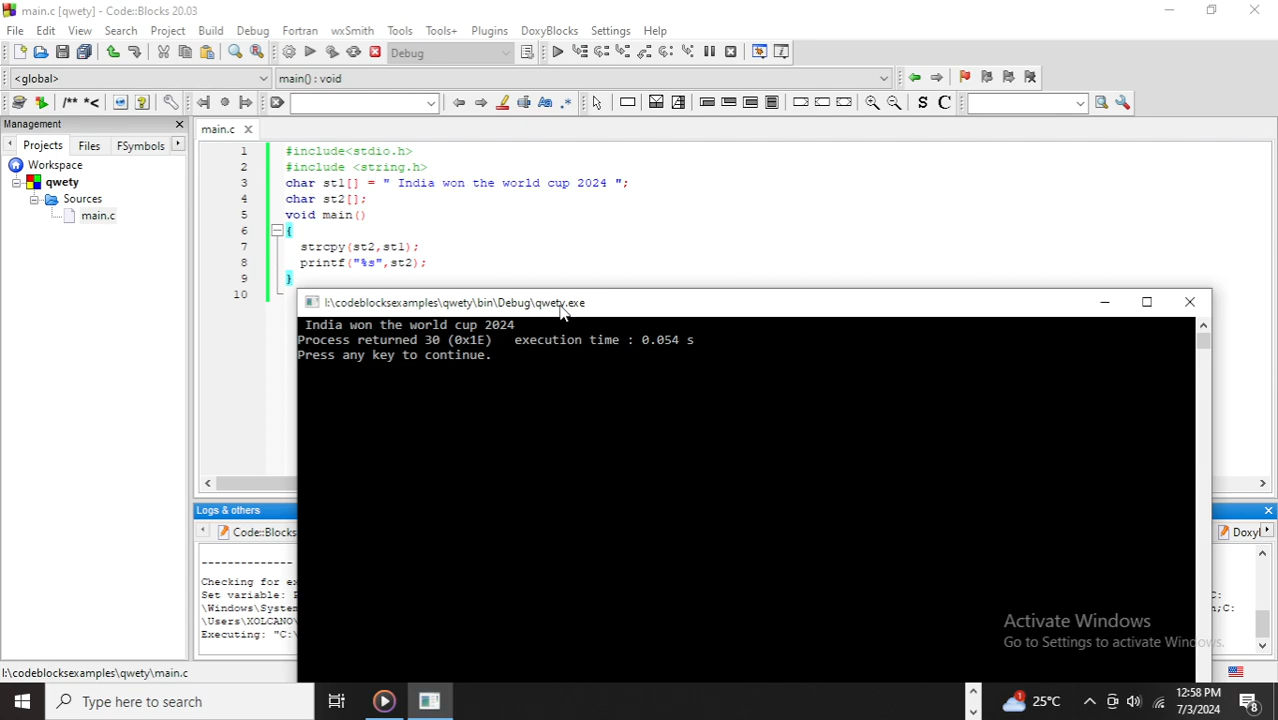 main.c [qwety] - Code::Blocks 20.03
File Edit View Search Project Build Debug Fortran wxSmith Tools Tools+ Plugins DoxyBlocks Settings Help
Debug
<global> main() : void
/** *< Aa .* S C
Management
Projects Files FSymbols
Workspace
qwety
Sources
main.c
main.c
1 #include<stdio.h>
2 #include <string.h>
3 char st1[] = " India won the world cup 2024 ";
4 char st2[];
5 void main()
6 {
7 strcpy(st2,st1);
8 printf("%s",st2);
9 }
10
I:\codeblocksexamples\qwety\bin\Debug\qwety.exe
India won the world cup 2024
Process returned 30 (0x1E) execution time : 0.054 s
Press any key to continue.
Logs & others
Code::Blocks
--------------
Checking for ex
Set variable:
\Windows\System
\Users\XOLCANO\
Executing: "C:\
Doxyl
C:
;C:
Activate Windows
Go to Settings to activate Windows.
I:\codeblocksexamples\qwety\main.c
Type here to search
25°C
12:58 PM
7/3/2024
8